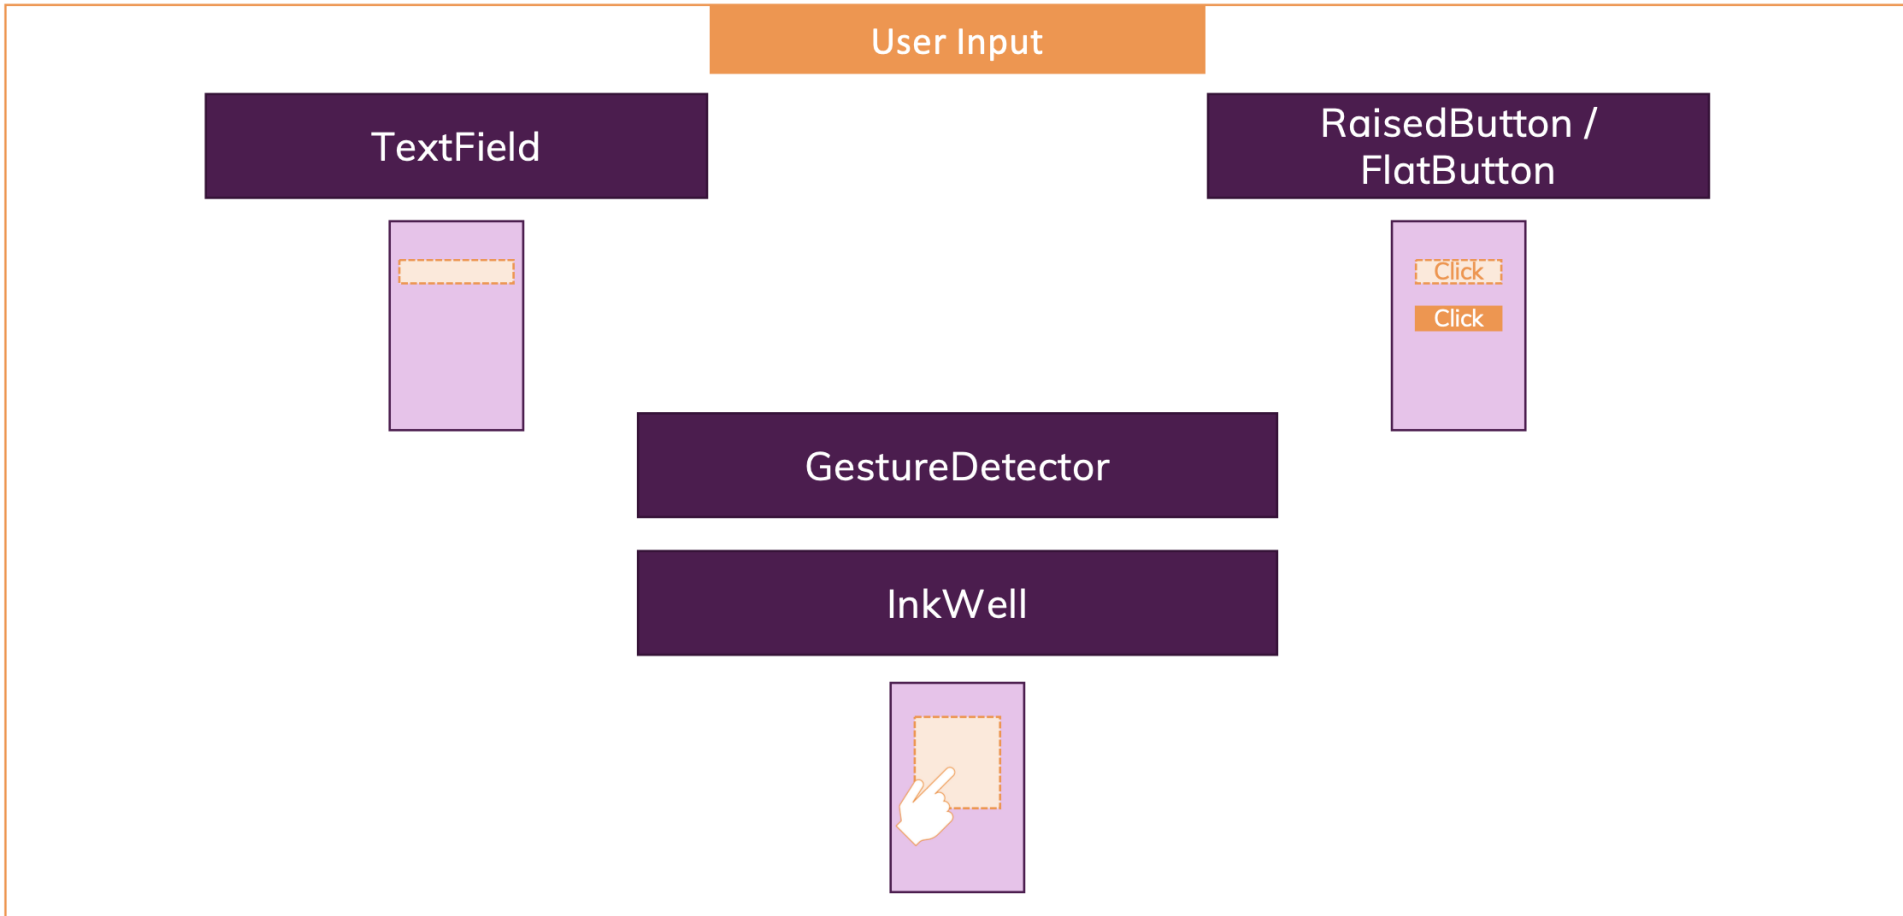 User Input
TextField
RaisedButton /
FlatButton
Click
Click
GestureDetector
InkWell